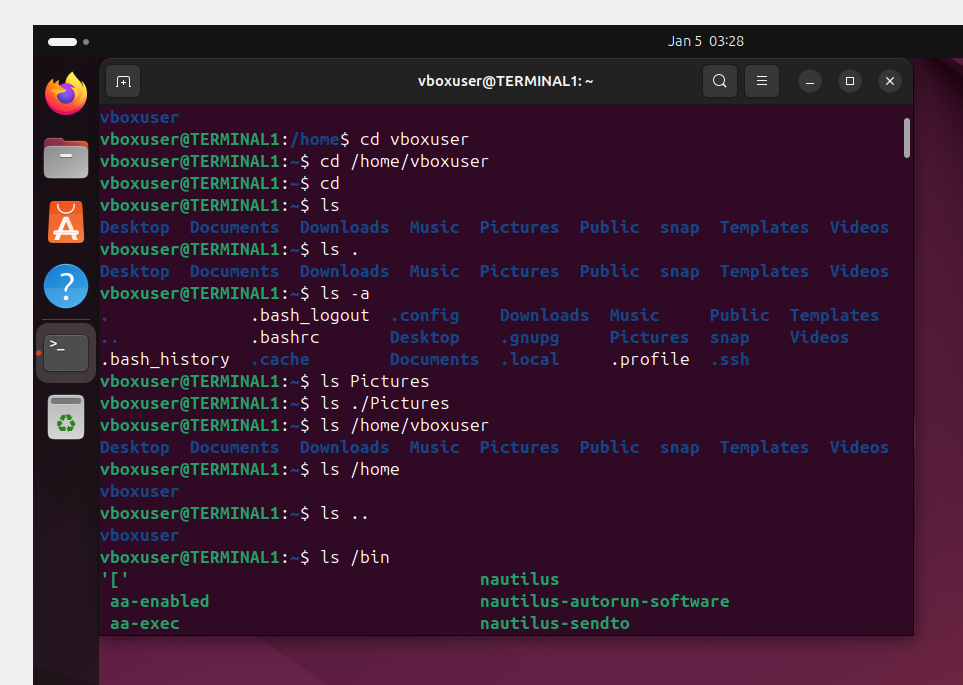 Jan 5 03:28
vboxuser@TERMINAL1: ~
vboxuser
vboxuser@TERMINAL1:/home$ cd vboxuser
vboxuser@TERMINAL1:~$ cd /home/vboxuser
vboxuser@TERMINAL1:~$ cd
vboxuser@TERMINAL1:~$ ls
Desktop Documents Downloads Music Pictures Public snap Templates Videos
vboxuser@TERMINAL1:~$ ls .
Desktop Documents Downloads Music Pictures Public snap Templates Videos
vboxuser@TERMINAL1:~$ ls -a
. .bash_logout .config Downloads Music Public Templates
.. .bashrc Desktop .gnupg Pictures snap Videos
.bash_history .cache Documents .local .profile .ssh
vboxuser@TERMINAL1:~$ ls Pictures
vboxuser@TERMINAL1:~$ ls ./Pictures
vboxuser@TERMINAL1:~$ ls /home/vboxuser
Desktop Documents Downloads Music Pictures Public snap Templates Videos
vboxuser@TERMINAL1:~$ ls /home
vboxuser
vboxuser@TERMINAL1:~$ ls ..
vboxuser
vboxuser@TERMINAL1:~$ ls /bin
'[' nautilus
aa-enabled nautilus-autorun-software
aa-exec nautilus-sendto